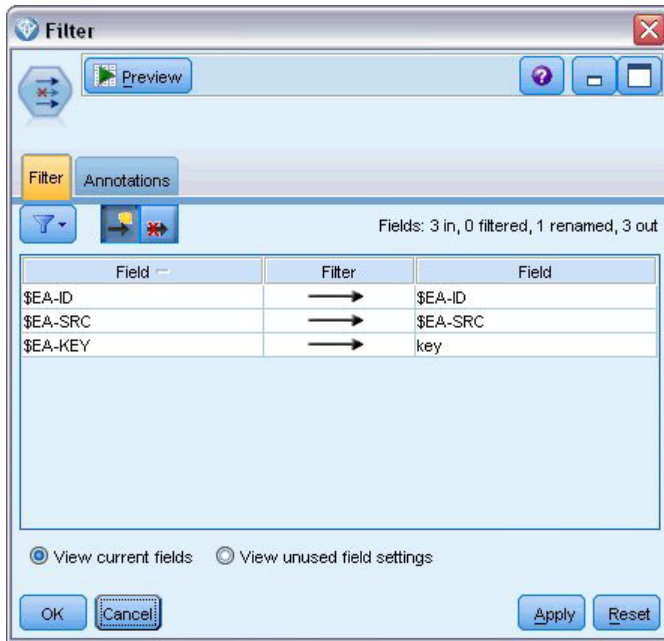 Filter
Preview
?
Filter
Annotations
Fields: 3 in, 0 filtered, 1 renamed, 3 out
Field Filter Field
$EA-ID $EA-ID
$EA-SRC $EA-SRC
$EA-KEY key
View current fields View unused field settings
OK Cancel Apply Reset